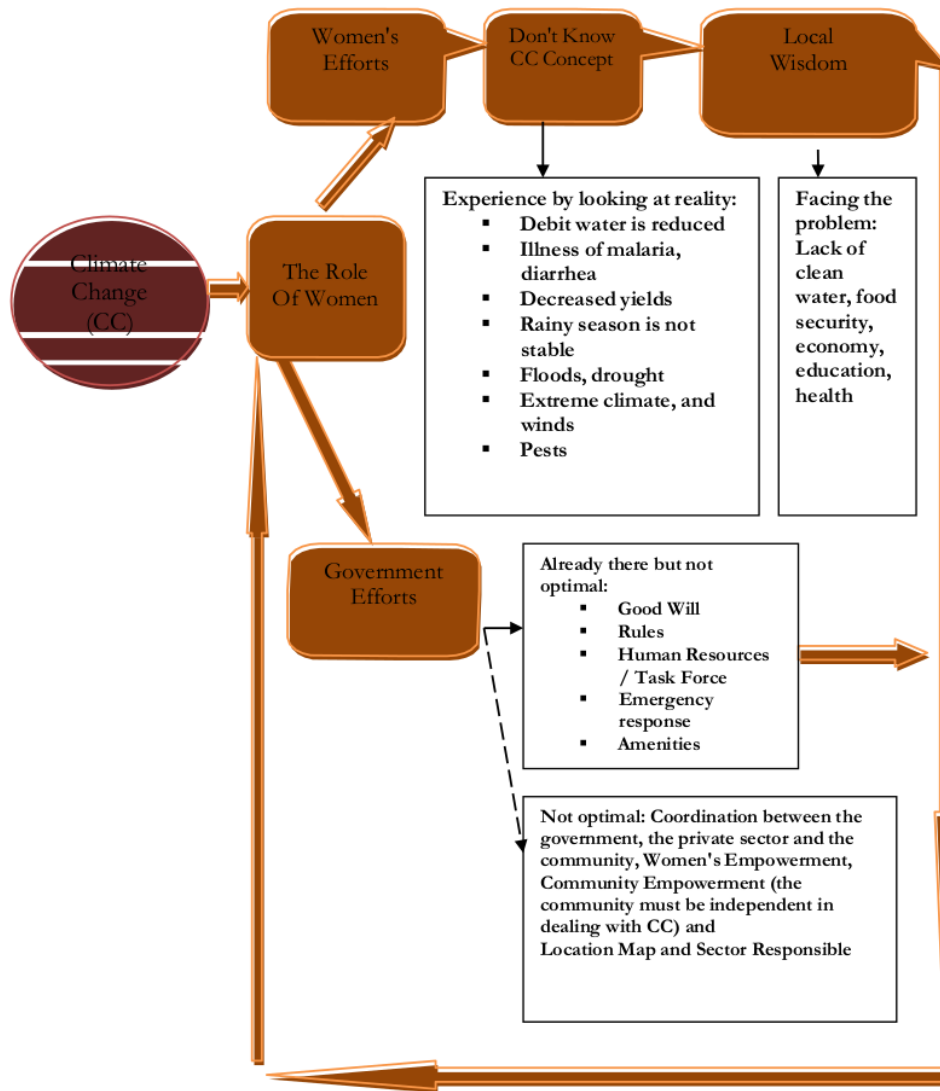 Women's
Efforts
Don't Know
CC Concept
Local
Wisdom
Climate
Change
(CC)
The Role
Of Women
Experience by looking at reality:
▪ Debit water is reduced
▪ Illness of malaria,
diarrhea
▪ Decreased yields
▪ Rainy season is not
stable
▪ Floods, drought
▪ Extreme climate, and
winds
▪ Pests
Facing the
problem:
Lack of
clean
water, food
security,
economy,
education,
health
Government
Efforts
Already there but not
optimal:
▪ Good Will
▪ Rules
▪ Human Resources
/ Task Force
▪ Emergency
response
▪ Amenities
Not optimal: Coordination between the
government, the private sector and the
community, Women's Empowerment,
Community Empowerment (the
community must be independent in
dealing with CC) and
Location Map and Sector Responsible